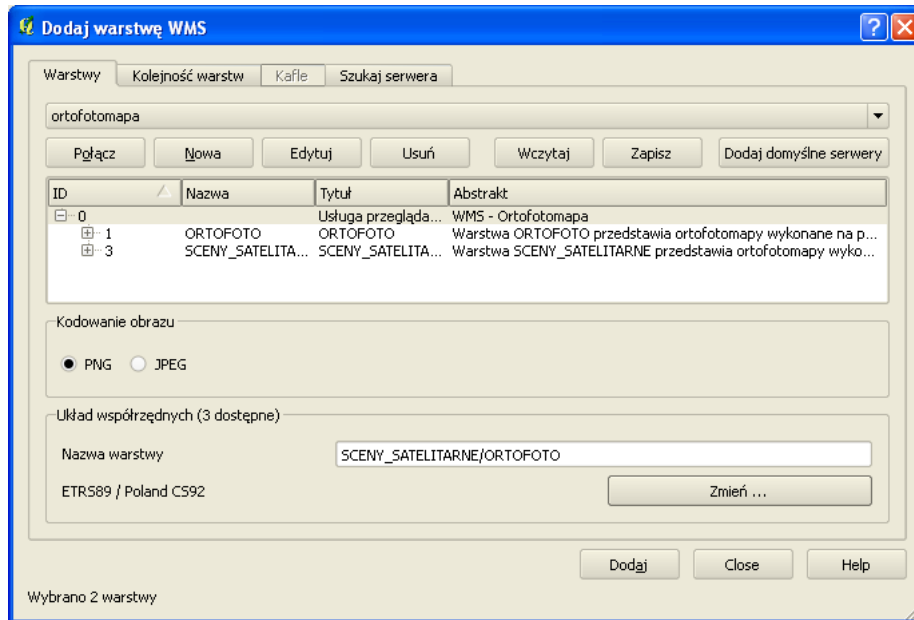 Dodaj warstwę WMS
Warstwy Kolejność warstw Kafle Szukaj serwera
ortofotomapa
Połącz Nowa Edytuj Usuń Wczytaj Zapisz Dodaj domyślne serwery
ID Nazwa Tytuł Abstrakt
0 Usługa przegląda... WMS - Ortofotomapa
1 ORTOFOTO ORTOFOTO Warstwa ORTOFOTO przedstawia ortofotomapy wykonane na p...
3 SCENY_SATELITA... SCENY_SATELITA... Warstwa SCENY_SATELITARNE przedstawia ortofotomapy wyko...
Kodowanie obrazu
PNG JPEG
Układ współrzędnych (3 dostępne)
Nazwa warstwy SCENY_SATELITARNE/ORTOFOTO
ETRS89 / Poland CS92 Zmień ...
Dodaj Close Help
Wybrano 2 warstwy